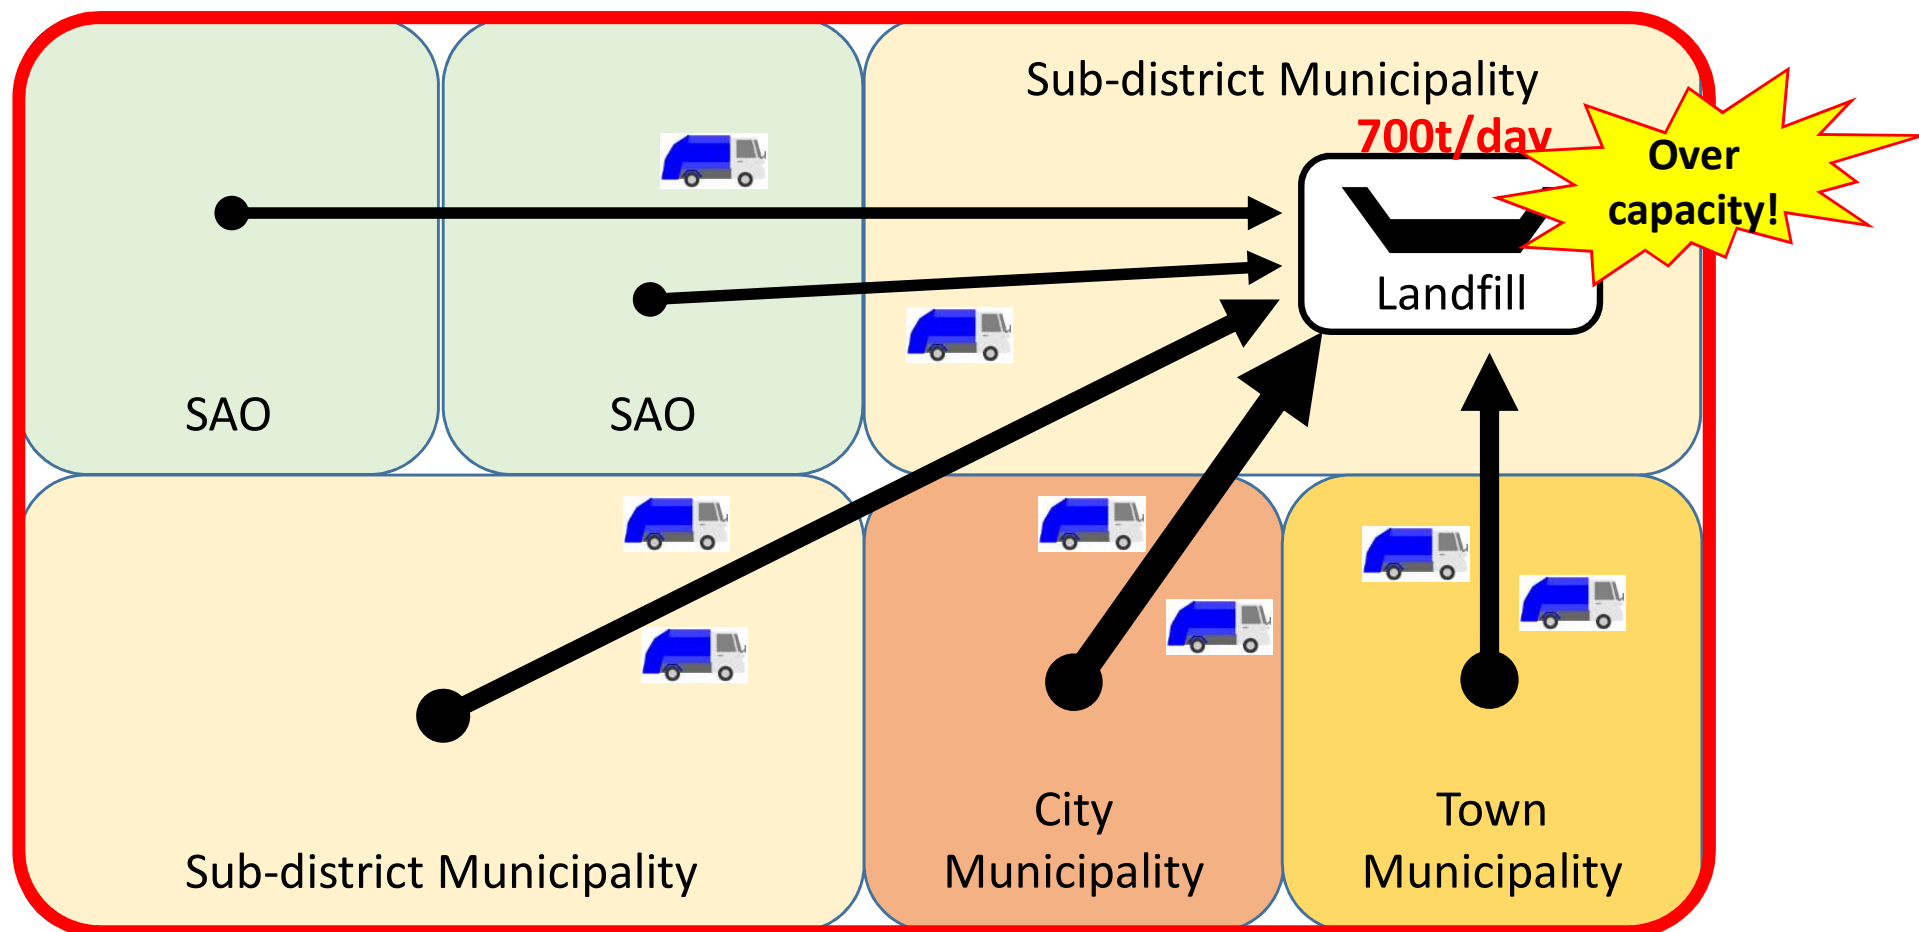 Sub-district Municipality
700t/day
Over
capacity!
Landfill
SAO
SAO
Sub-district Municipality
City
Municipality
Town
Municipality